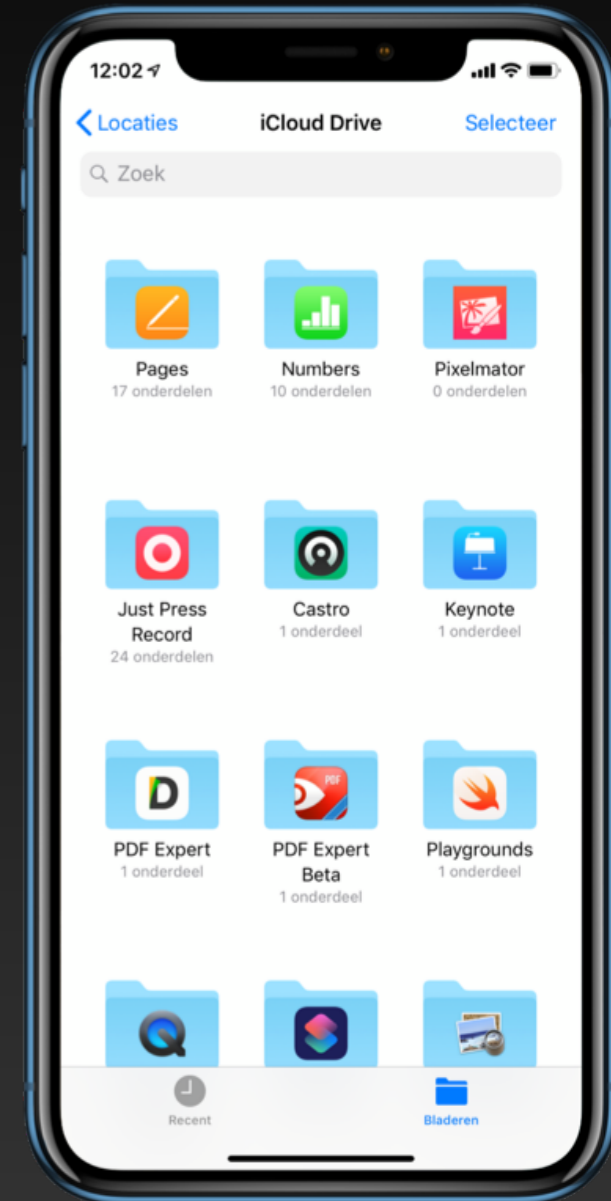 12:02
Locaties
iCloud Drive
Selecteer
Zoek
Pages
17 onderdelen
Numbers
10 onderdelen
Pixelmator
0 onderdelen
Just Press
Record
24 onderdelen
Castro
1 onderdeel
Keynote
1 onderdeel
D
PDF Expert
1 onderdeel
PDF
PDF Expert
Beta
1 onderdeel
Playgrounds
1 onderdeel
Recent
Bladeren